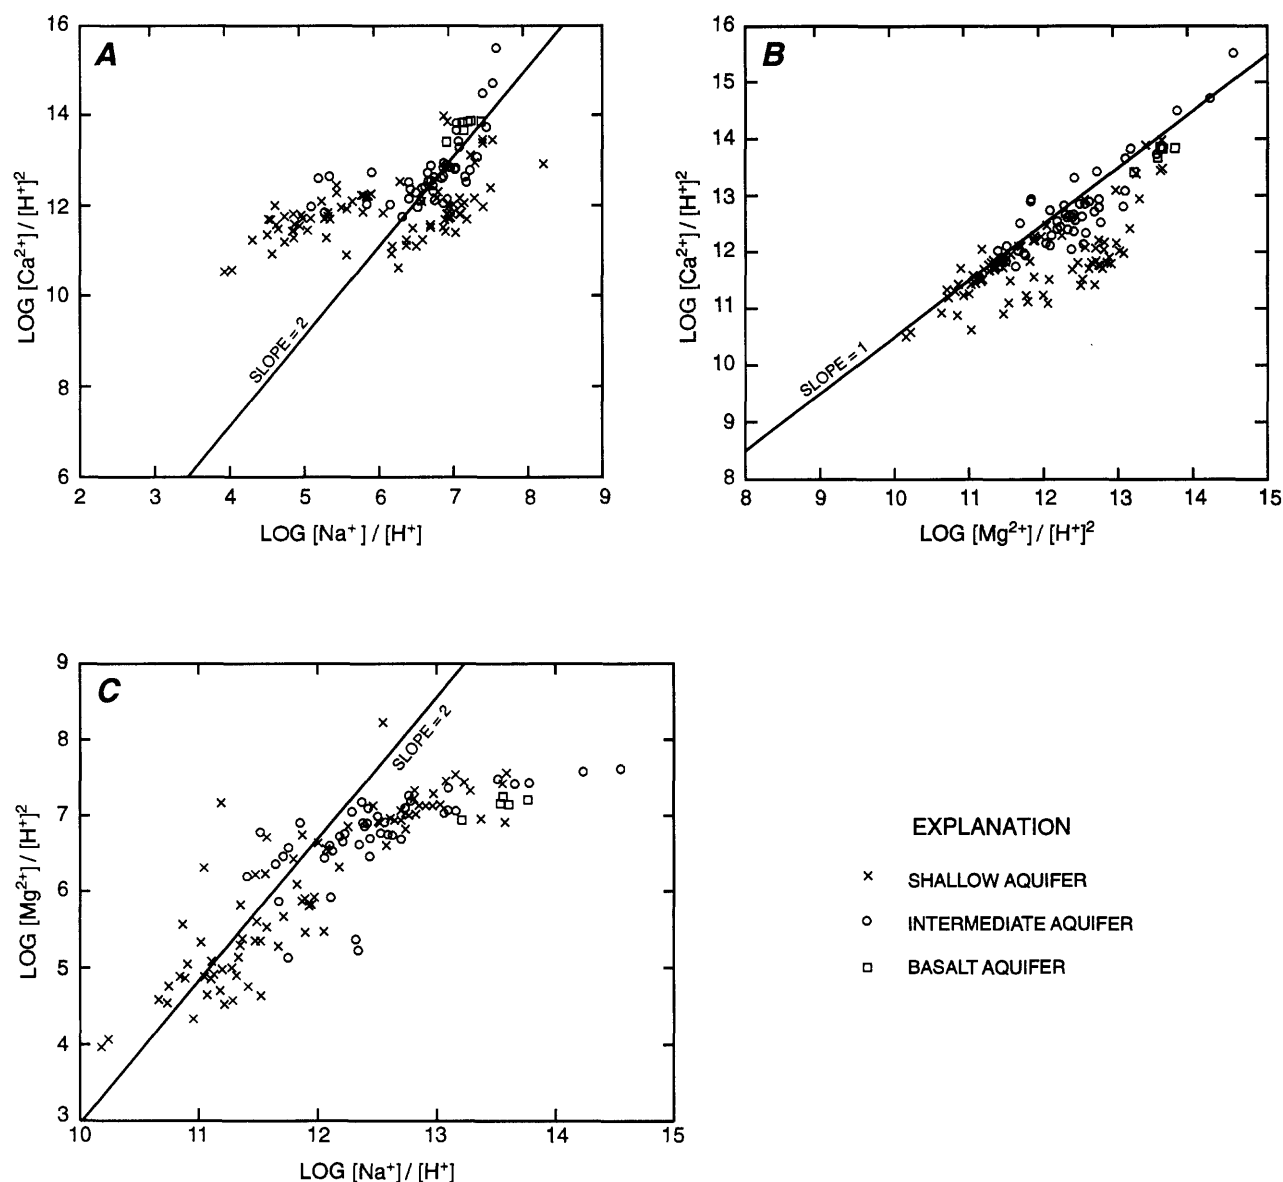 A
16
14
12
10
8
6
2 3 4 5 6 7 8 9
LOG [Ca2+] / [H+]2
LOG [Na+] / [H+]
SLOPE = 2
B
16
15
14
13
12
11
10
9
8
8 9 10 11 12 13 14 15
LOG [Ca2+] / [H+]2
LOG [Mg2+] / [H+]2
SLOPE = 1
C
9
8
7
6
5
4
3
10 11 12 13 14 15
LOG [Mg2+] / [H+]2
LOG [Na+] / [H+]
SLOPE = 2
EXPLANATION
SHALLOW AQUIFER
INTERMEDIATE AQUIFER
BASALT AQUIFER